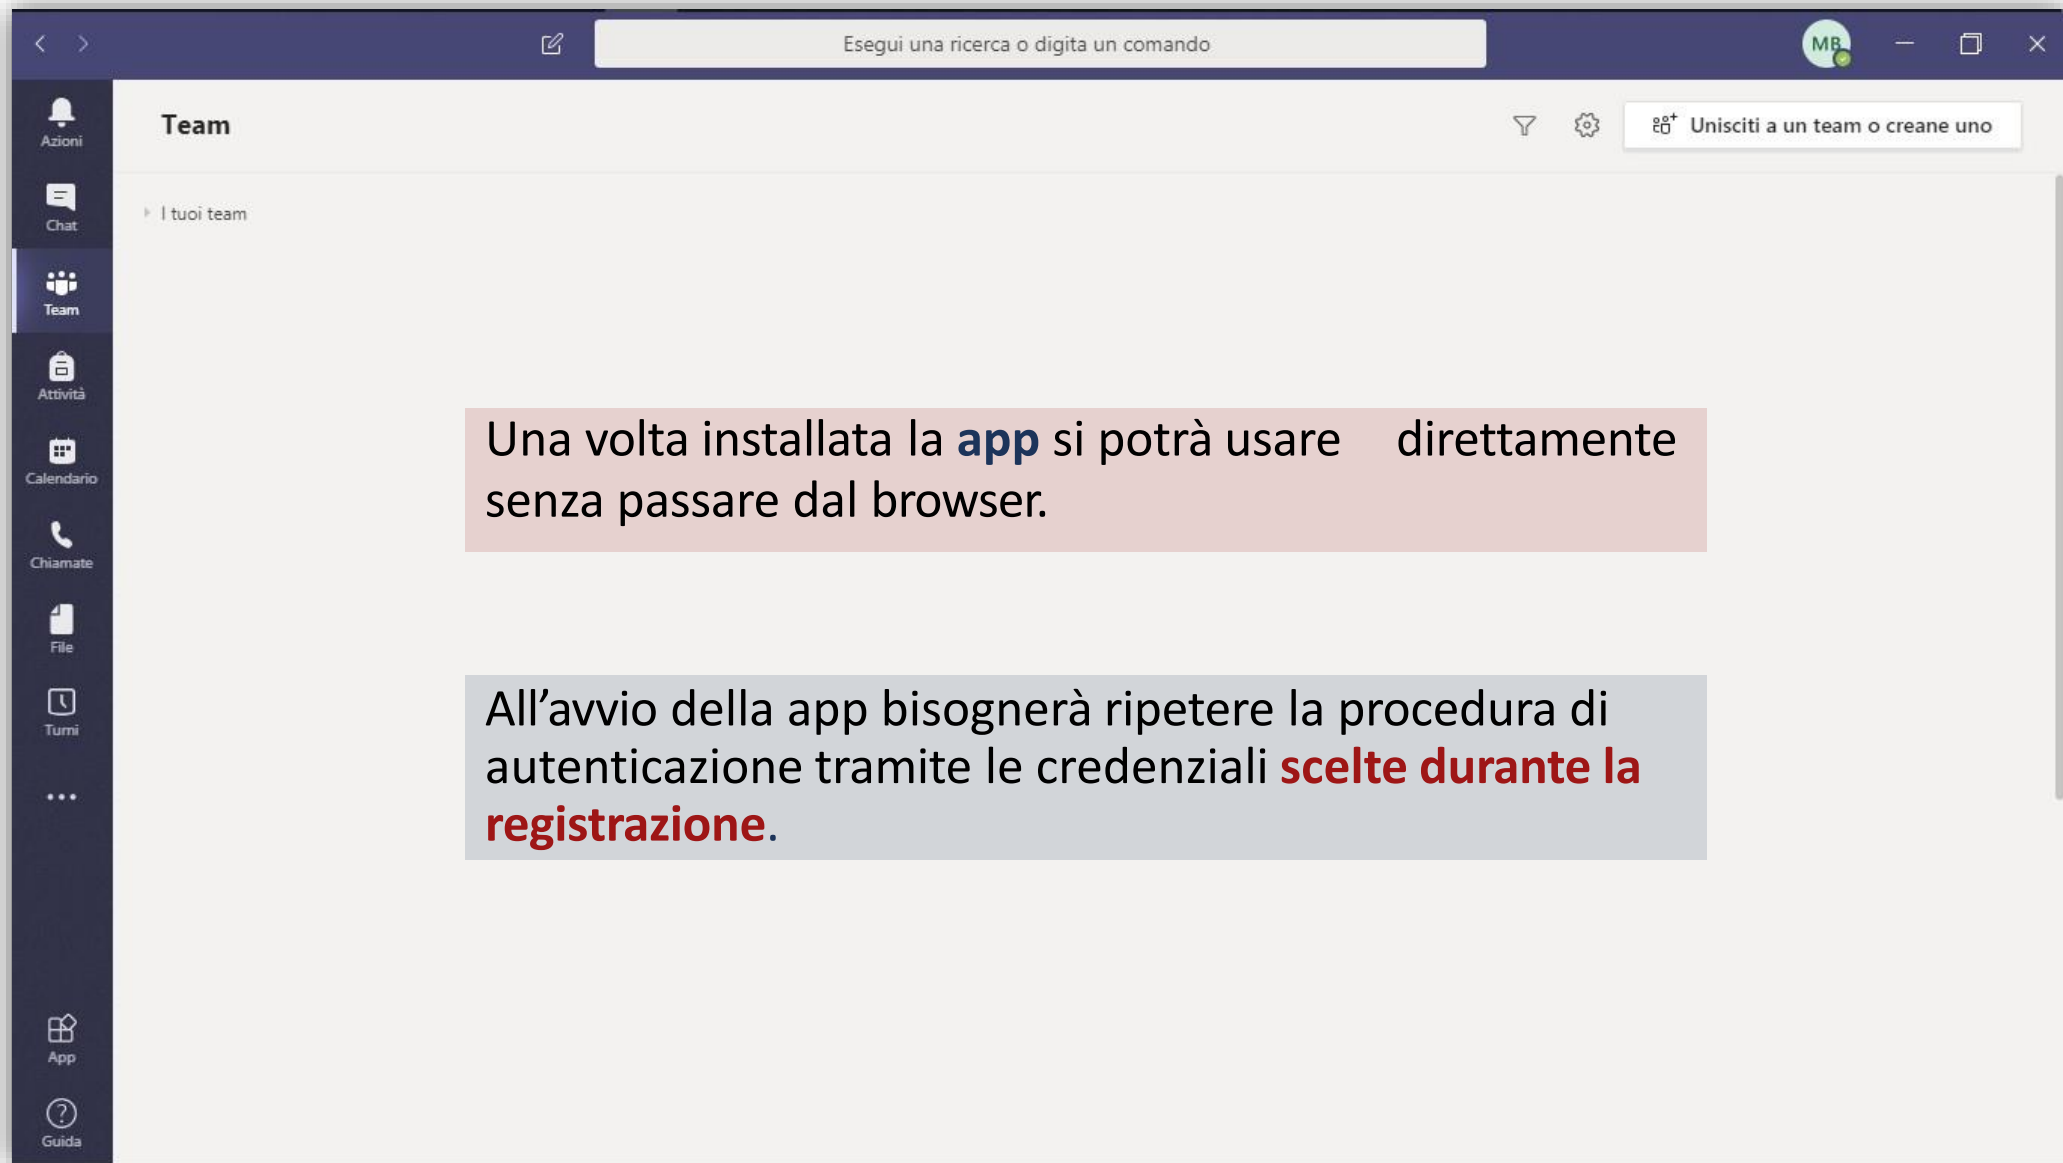 Esegui una ricerca o digita un comando
MB
Azioni
Team
Unisciti a un team o creane uno
Chat
I tuoi team
Team
Attività
Calendario
Chiamate
File
Turni
Una volta installata la app si potrà usare direttamente
senza passare dal browser.
All’avvio della app bisognerà ripetere la procedura di
autenticazione tramite le credenziali scelte durante la
registrazione.
App
Guida